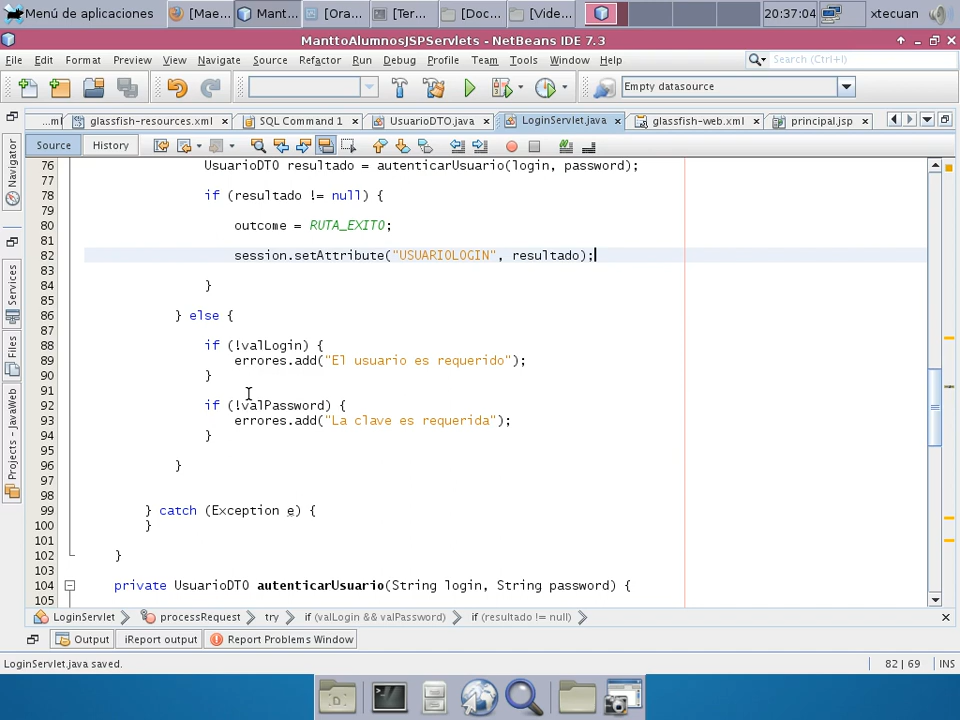 Menú de aplicaciones [Mae... Mant... [Ora... [Ter... [Doc... [Vide... 20:37:04 xtecuan
ManttoAlumnosJSPServlets - NetBeans IDE 7.3
File Edit Format Preview View Navigate Source Refactor Run Debug Profile Team Tools Window Help Search (Ctrl+I)
Empty datasource
...ml glassfish-resources.xml SQL Command 1 UsuarioDTO.java LoginServlet.java glassfish-web.xml principal.jsp
Source History
Navigator
Services
Files
Projects - JavaWeb
76 UsuarioDTO resultado = autenticarUsuario(login, password);
77
78 if (resultado != null) {
79
80 outcome = RUTA_EXITO;
81
82 session.setAttribute("USUARIOLOGIN", resultado);
83
84 }
85
86 } else {
87
88 if (!valLogin) {
89 errores.add("El usuario es requerido");
90 }
91
92 if (!valPassword) {
93 errores.add("La clave es requerida");
94 }
95
96 }
97
98
99 } catch (Exception e) {
100 }
101
102 }
103
104 private UsuarioDTO autenticarUsuario(String login, String password) {
105
LoginServlet processRequest try if (valLogin && valPassword) if (resultado != null)
Output iReport output Report Problems Window
LoginServlet.java saved. 82 | 69 INS